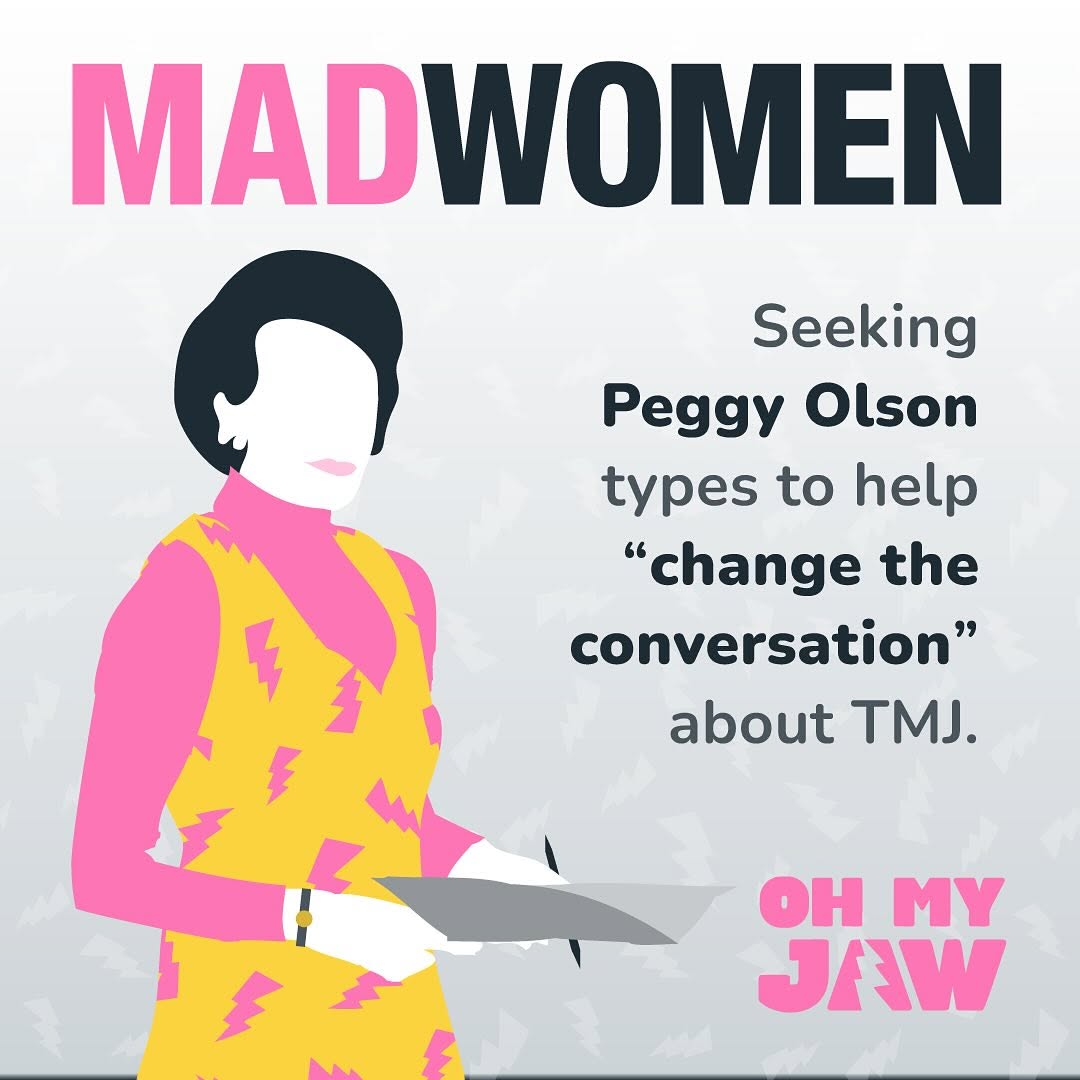 MADWOMEN
Seeking
Peggy Olson
types to help
“change the
conversation”
about TMJ.
OH MY
JAW